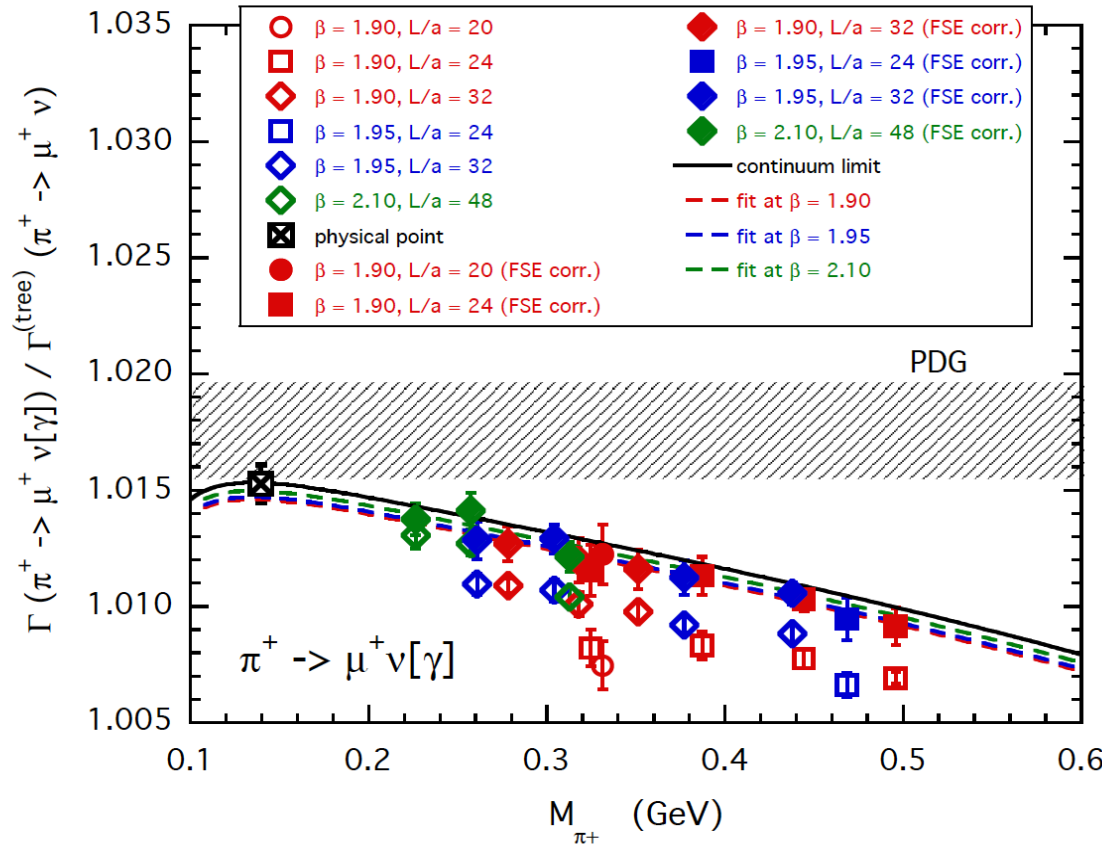 1.035
1.030
1.025
1.020
1.015
1.010
1.005
Γ (π⁺ -> μ⁺ ν[γ]) / Γ⁽ᵗʳᵉᵉ⁾ (π⁺ -> μ⁺ ν)
β = 1.90, L/a = 20
β = 1.90, L/a = 24
β = 1.90, L/a = 32
β = 1.95, L/a = 24
β = 1.95, L/a = 32
β = 2.10, L/a = 48
physical point
β = 1.90, L/a = 20 (FSE corr.)
β = 1.90, L/a = 24 (FSE corr.)
β = 1.90, L/a = 32 (FSE corr.)
β = 1.95, L/a = 24 (FSE corr.)
β = 1.95, L/a = 32 (FSE corr.)
β = 2.10, L/a = 48 (FSE corr.)
continuum limit
fit at β = 1.90
fit at β = 1.95
fit at β = 2.10
PDG
π⁺ -> μ⁺ν[γ]
0.1 0.2 0.3 0.4 0.5 0.6
M_π+ (GeV)